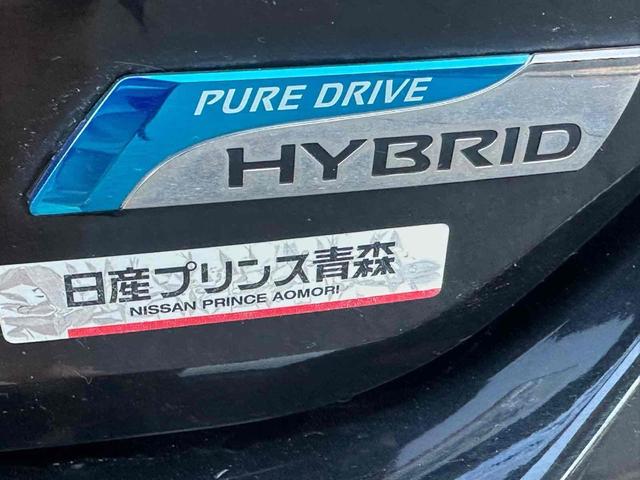 PURE DRIVE
HYBRID
日産プリンス青森
NISSAN PRINCE AOMORI